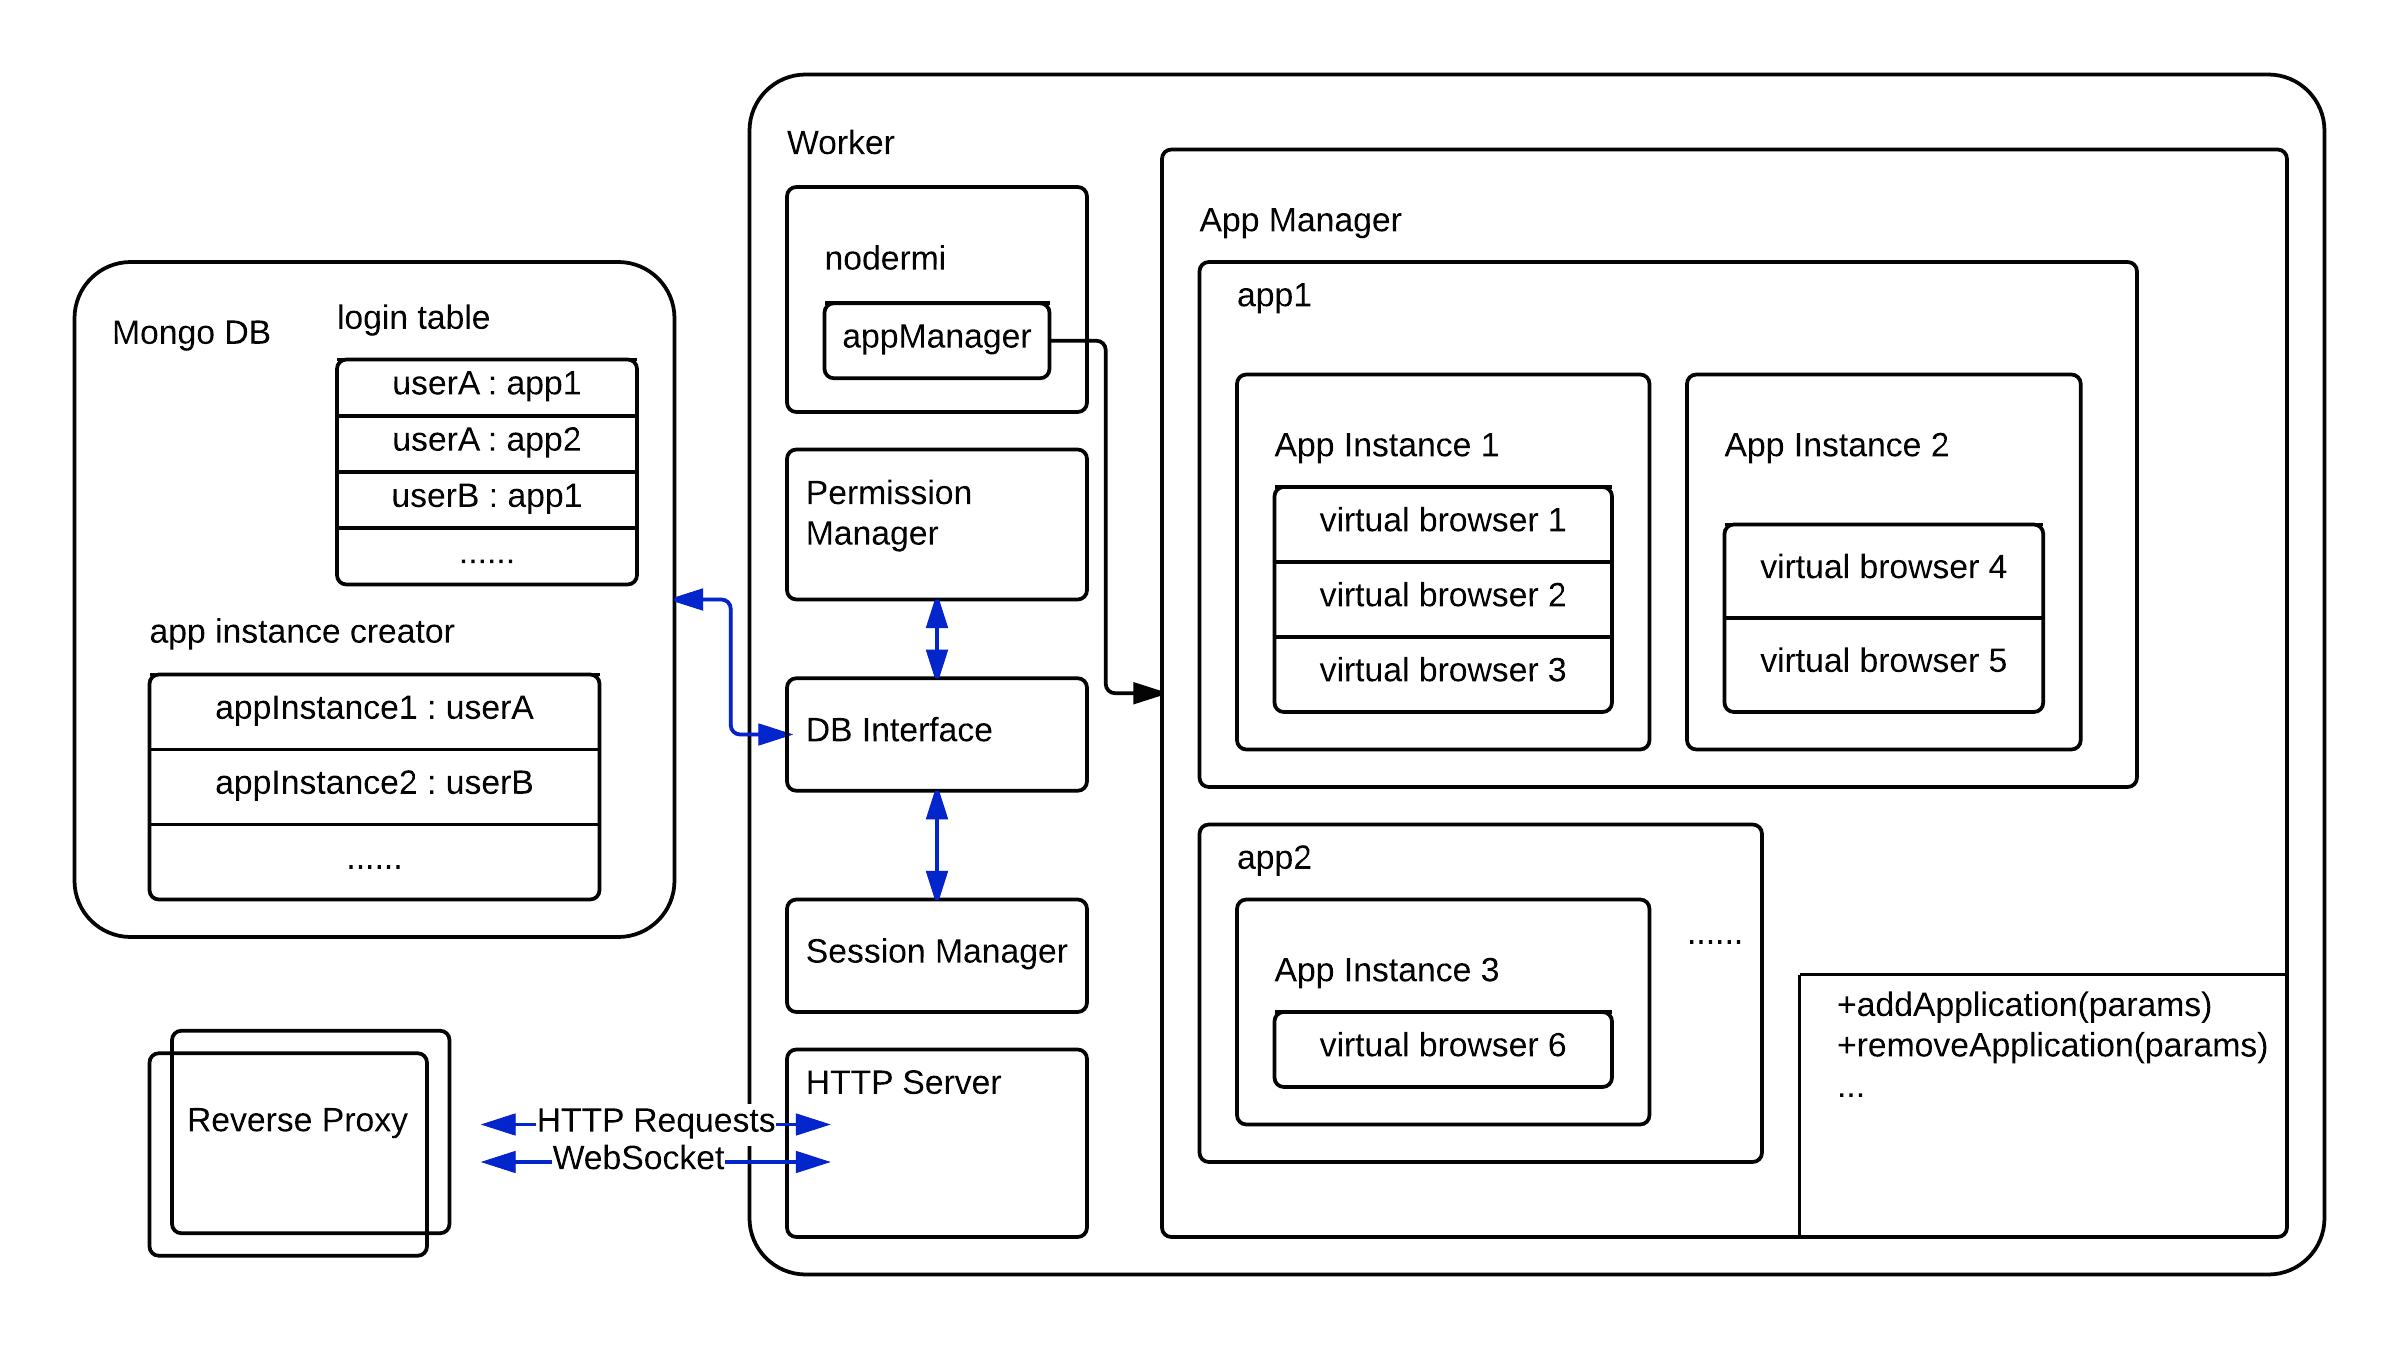 Mongo DB
login table
userA : app1
userA : app2
userB : app1
......
app instance creator
appInstance1 : userA
appInstance2 : userB
......
Reverse Proxy
HTTP Requests
WebSocket
Worker
nodermi
appManager
Permission
Manager
DB Interface
Session Manager
HTTP Server
App Manager
app1
App Instance 1
virtual browser 1
virtual browser 2
virtual browser 3
App Instance 2
virtual browser 4
virtual browser 5
app2
App Instance 3
virtual browser 6
......
+addApplication(params)
+removeApplication(params)
...